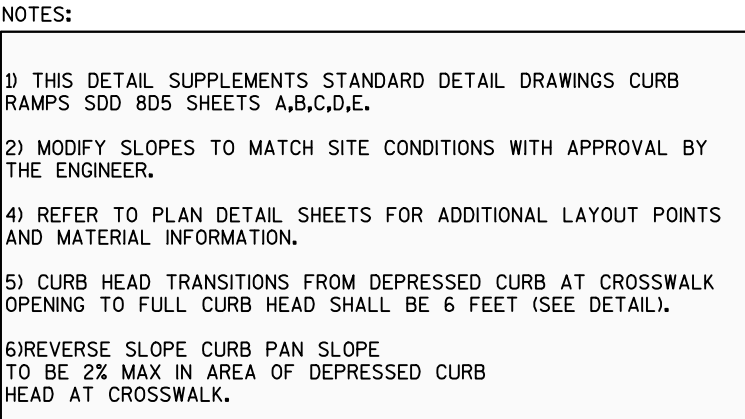 NOTES:
1) THIS DETAIL SUPPLEMENTS STANDARD DETAIL DRAWINGS CURB
RAMPS SDD 8D5 SHEETS A,B,C,D,E.
2) MODIFY SLOPES TO MATCH SITE CONDITIONS WITH APPROVAL BY
THE ENGINEER.
4) REFER TO PLAN DETAIL SHEETS FOR ADDITIONAL LAYOUT POINTS
AND MATERIAL INFORMATION.
5) CURB HEAD TRANSITIONS FROM DEPRESSED CURB AT CROSSWALK
OPENING TO FULL CURB HEAD SHALL BE 6 FEET (SEE DETAIL).
6)REVERSE SLOPE CURB PAN SLOPE
TO BE 2% MAX IN AREA OF DEPRESSED CURB
HEAD AT CROSSWALK.